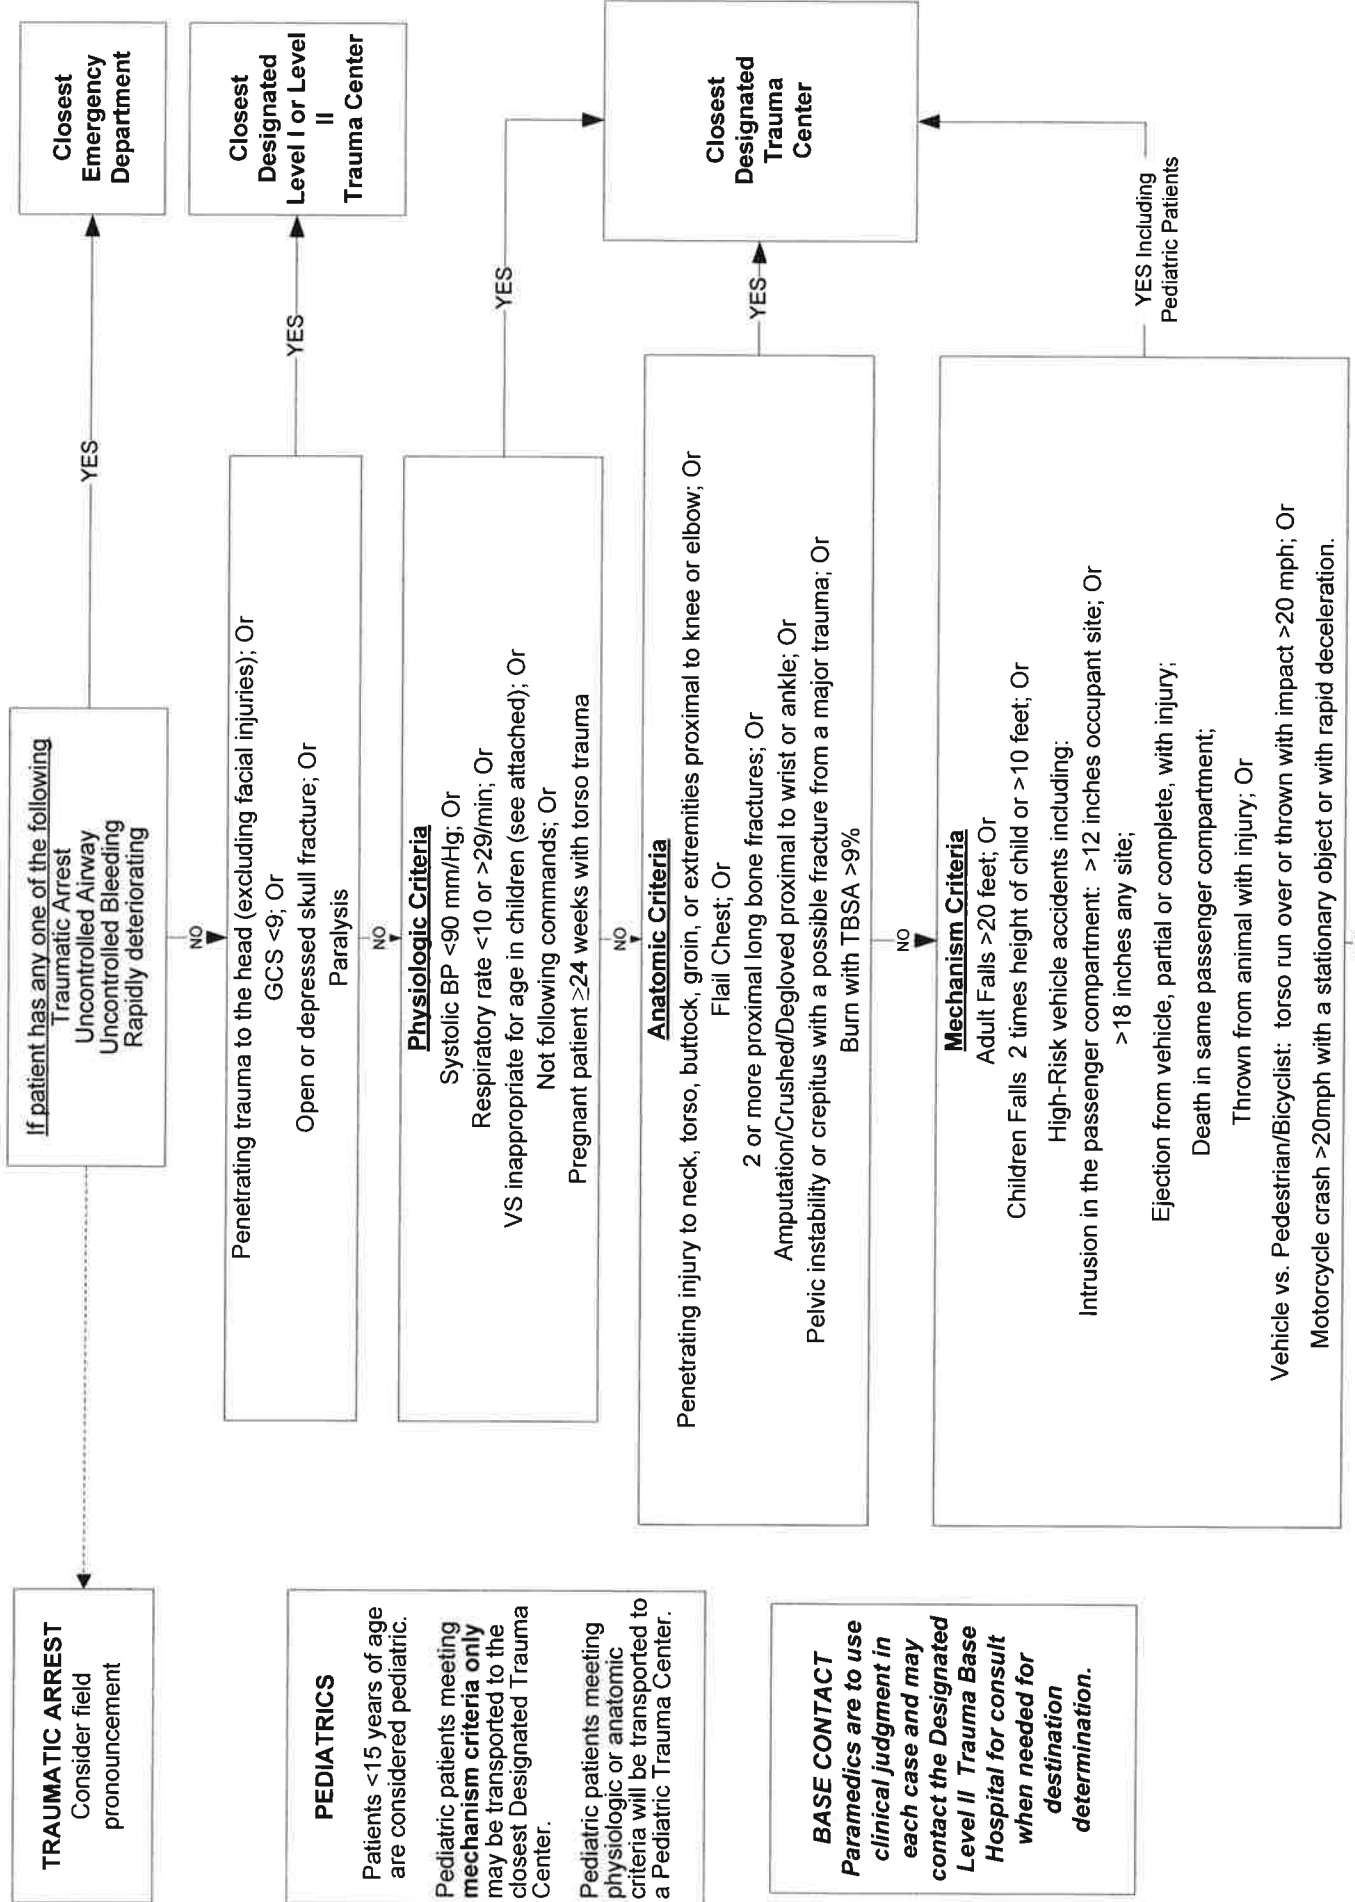 TRAUMATIC ARREST
Consider field
pronouncement
If patient has any one of the following
Traumatic Arrest
Uncontrolled Airway
Uncontrolled Bleeding
Rapidly deteriorating
YES
Closest
Emergency
Department
NO
Penetrating trauma to the head (excluding facial injuries); Or
GCS <9; Or
Open or depressed skull fracture; Or
Paralysis
YES
Closest
Designated
Level I or Level
II
Trauma Center
NO
Physiologic Criteria
Systolic BP <90 mm/Hg; Or
Respiratory rate <10 or >29/min; Or
VS inappropriate for age in children (see attached); Or
Not following commands; Or
Pregnant patient ≥24 weeks with torso trauma
YES
NO
Anatomic Criteria
Penetrating injury to neck, torso, buttock, groin, or extremities proximal to knee or elbow; Or
Flail Chest; Or
2 or more proximal long bone fractures; Or
Amputation/Crushed/Degloved proximal to wrist or ankle; Or
Pelvic instability or crepitus with a possible fracture from a major trauma; Or
Burn with TBSA >9%
YES
Closest
Designated
Trauma
Center
NO
Mechanism Criteria
Adult Falls >20 feet; Or
Children Falls 2 times height of child or >10 feet; Or
High-Risk vehicle accidents including:
Intrusion in the passenger compartment: >12 inches occupant site; Or
>18 inches any site;
Ejection from vehicle, partial or complete, with injury;
Death in same passenger compartment;
Thrown from animal with injury; Or
Vehicle vs. Pedestrian/Bicyclist: torso run over or thrown with impact >20 mph; Or
Motorcycle crash >20mph with a stationary object or with rapid deceleration.
YES Including
Pediatric Patients
PEDIATRICS
Patients <15 years of age
are considered pediatric.
Pediatric patients meeting
mechanism criteria only
may be transported to the
closest Designated Trauma
Center.
Pediatric patients meeting
physiologic or anatomic
criteria will be transported to
a Pediatric Trauma Center.
BASE CONTACT
Paramedics are to use
clinical judgment in
each case and may
contact the Designated
Level II Trauma Base
Hospital for consult
when needed for
destination
determination.